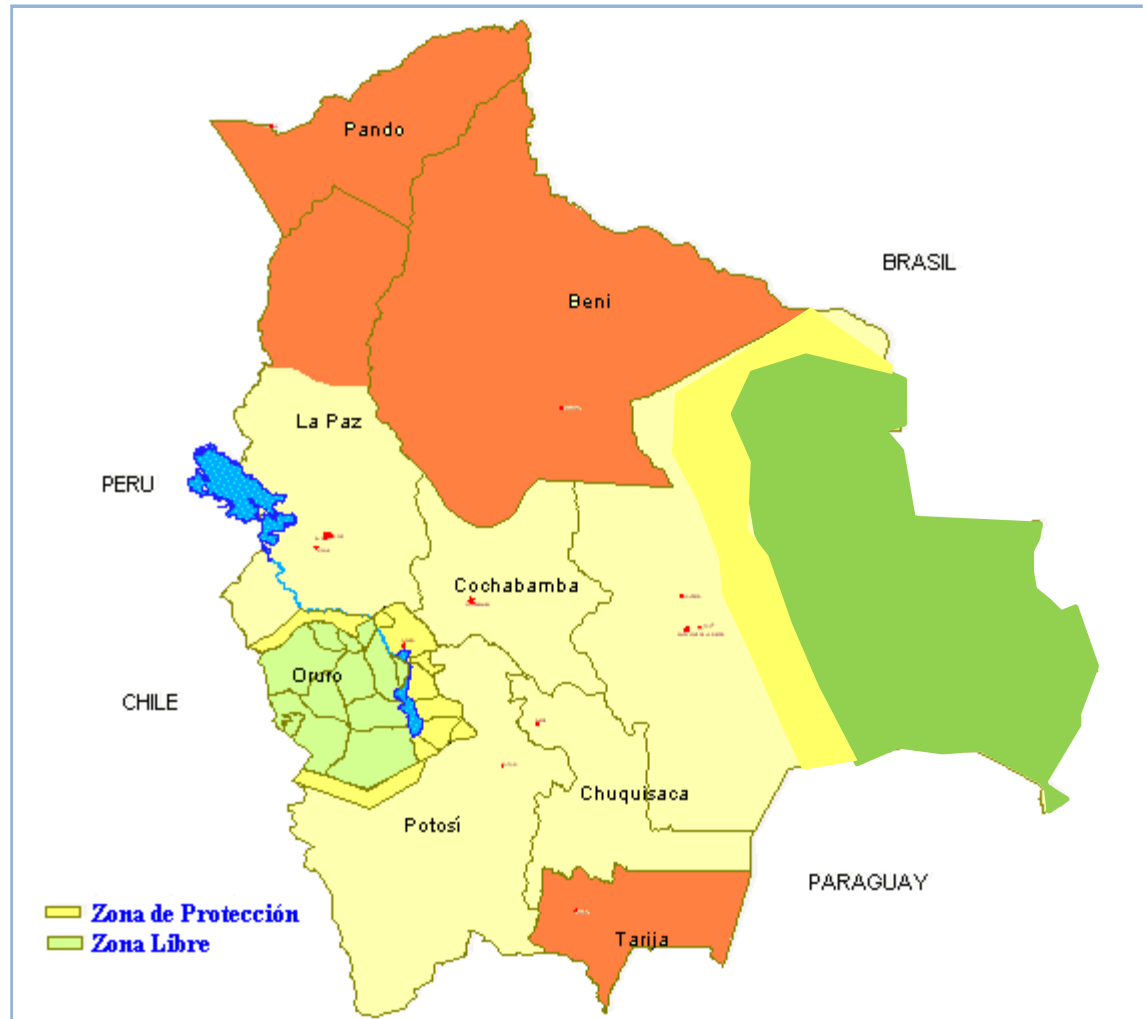 Pando
BRASIL
Beni
La Paz
PERU
Cochabamba
Oruro
CHILE
Chuquisaca
Potosí
PARAGUAY
Zona de Protección
Tarija
Zona Libre